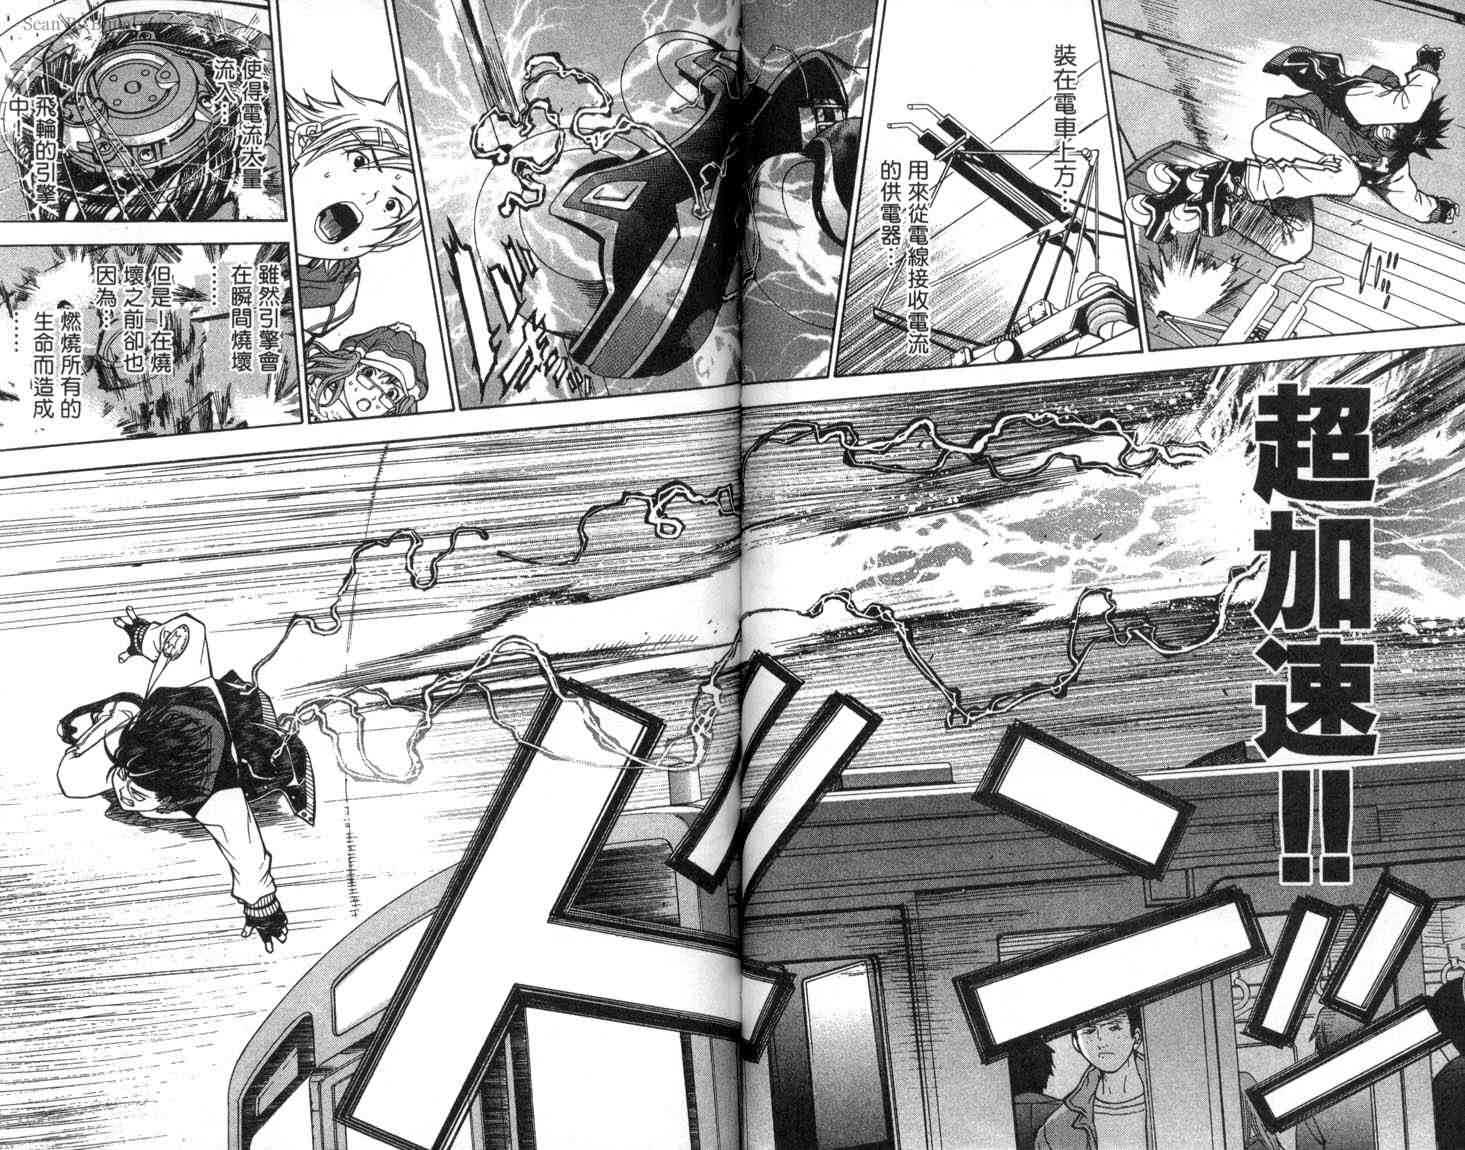 裝在電車上方…
用來從電線接收電流
的供電器…
使得電流大量
流入…
飛輪的引擎
中…
雖然引擎會
在瞬間燒壞
……
但是！在燒
壞之前卻也
因為…
燃燒所有的
生命而造成
……
超加速!!